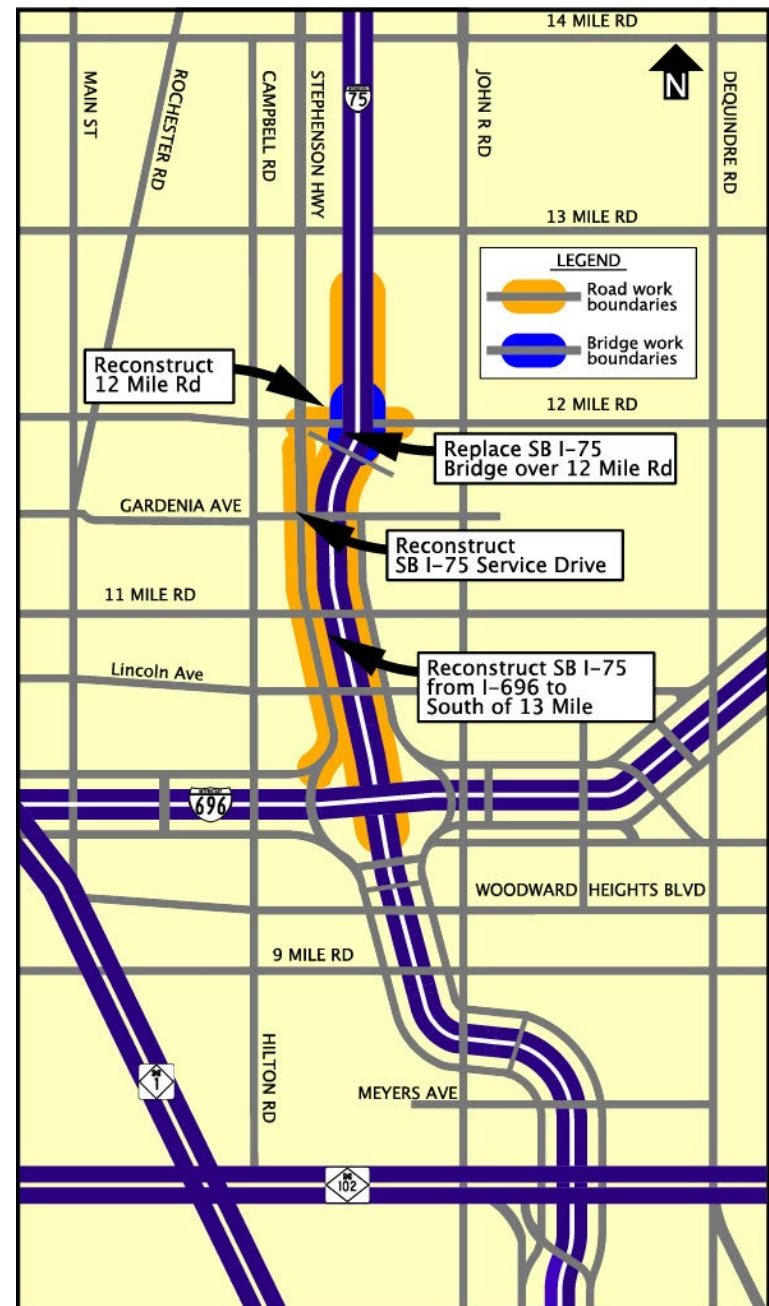 14 MILE RD
MAIN ST
ROCHESTER RD
CAMPBELL RD
STEPHENSON HWY
75
JOHN R RD
N
DEQUINDRE RD
13 MILE RD
LEGEND
Road work
boundaries
Bridge work
boundaries
Reconstruct
12 Mile Rd
12 MILE RD
Replace SB I-75
Bridge over 12 Mile Rd
GARDENIA AVE
Reconstruct
SB I-75 Service Drive
11 MILE RD
Lincoln Ave
Reconstruct SB I-75
from I-696 to
South of 13 Mile
696
WOODWARD HEIGHTS BLVD
9 MILE RD
HILTON RD
M
1
MEYERS AVE
M
102